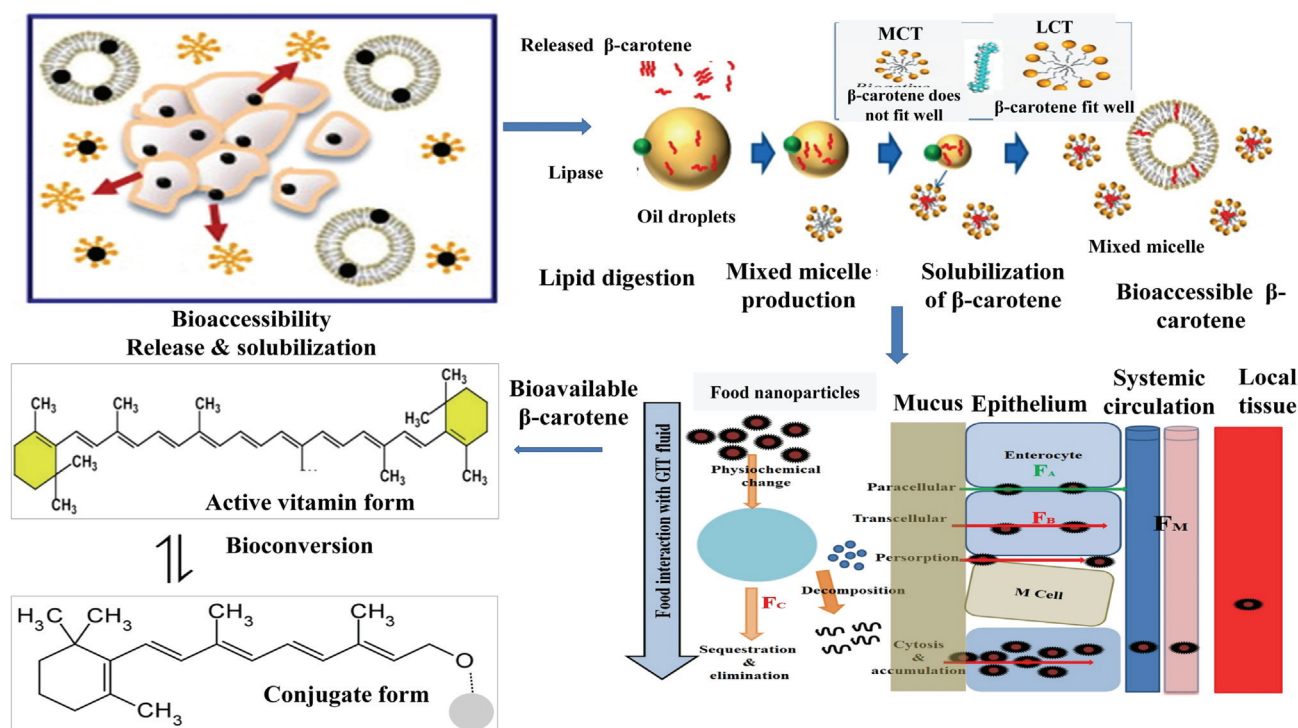 Released β-carotene
Lipase
MCT
LCT
β-carotene does
not fit well
β-carotene fit well
Oil droplets
Mixed micelle
Lipid digestion
Mixed micelle
production
Solubilization
of β-carotene
Bioaccessible β-
carotene
Bioaccessibility
Release & solubilization
CH3
CH3
CH3
CH3
CH3
H3C
CH3
CH3
CH3
Active vitamin form
Bioconversion
H3C
CH3
CH3
CH3
CH3
O
Conjugate form
Bioavailable
β-carotene
Food interaction with GIT fluid
Food nanoparticles
Physiochemical
change
FC
Decomposition
Sequestration
&
elimination
Mucus
Epithelium
Systemic
circulation
Local
tissue
Enterocyte
FA
Paracellular
Transcellular
FB
FM
Persorption
M Cell
Cytosis
&
accumulation